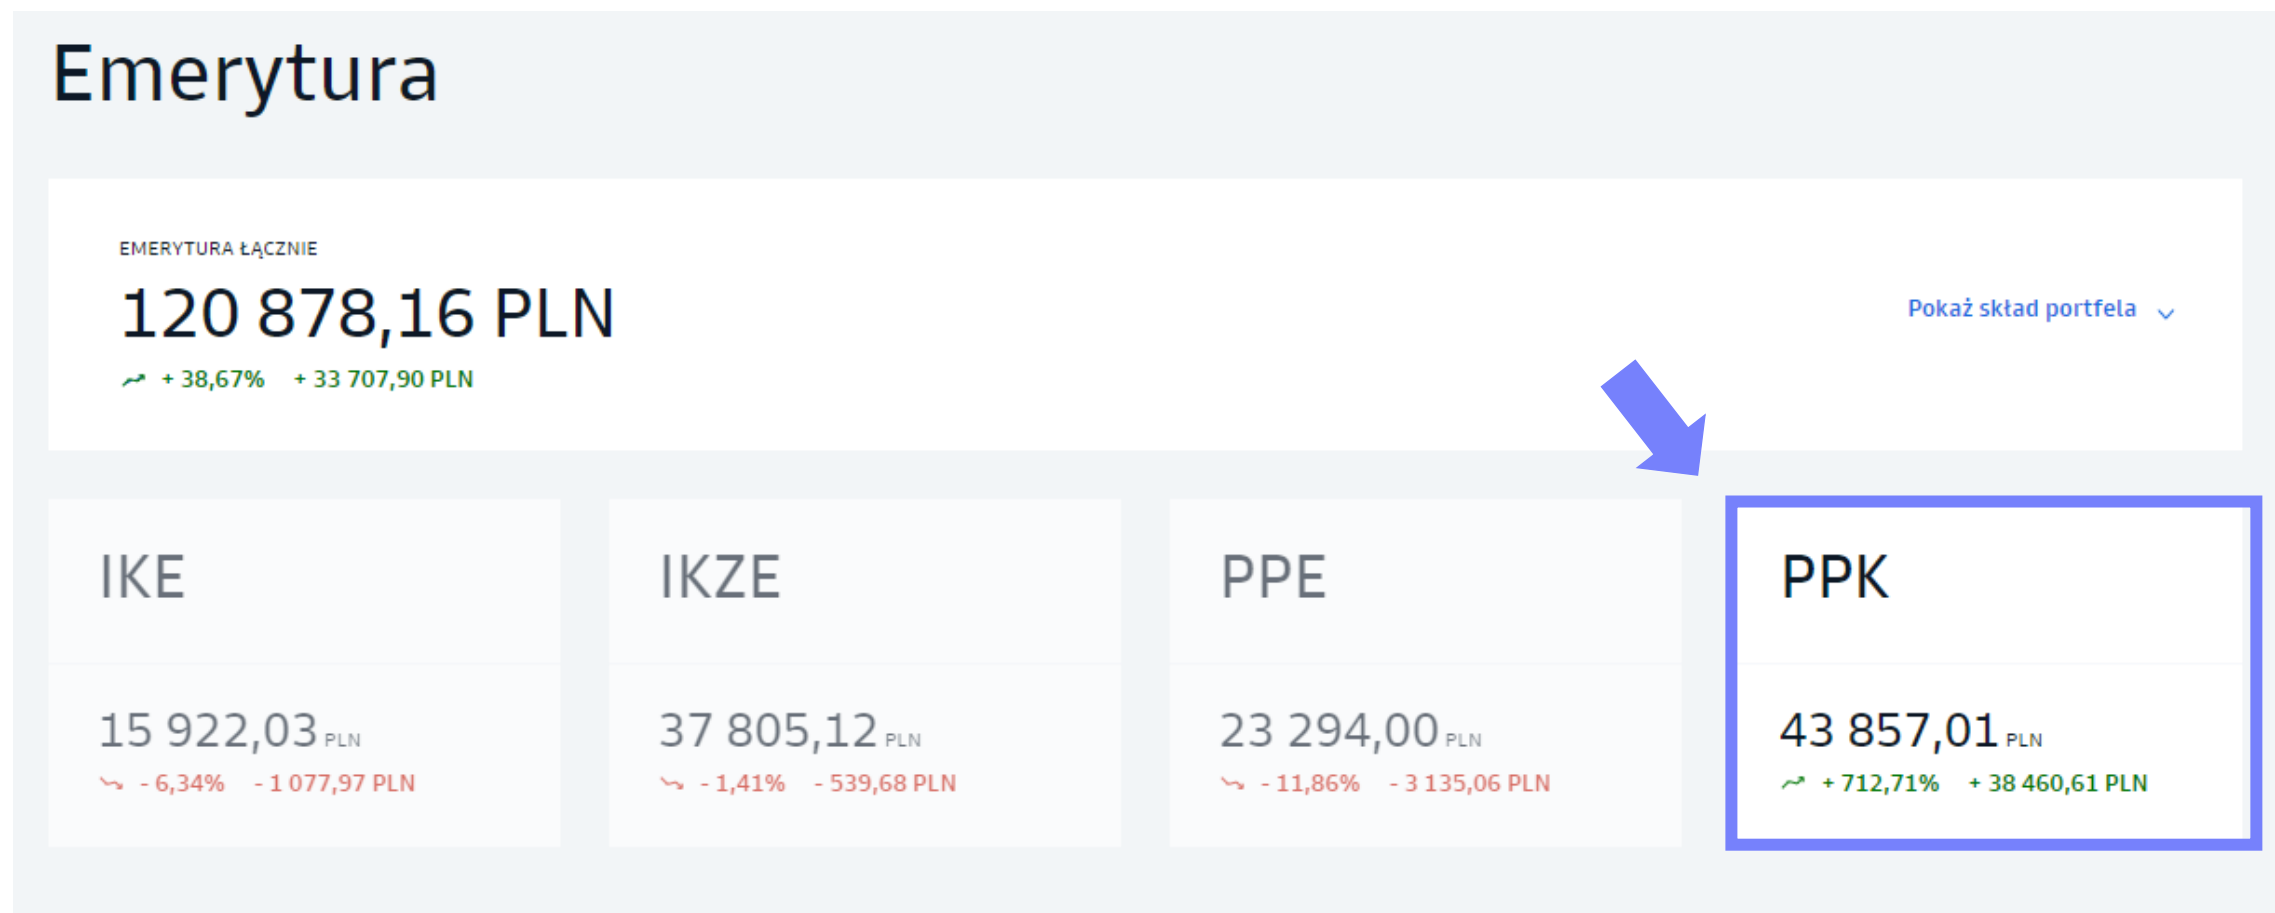 Emerytura
EMERYTURA ŁĄCZNIE
120 878,16 PLN
+ 38,67% + 33 707,90 PLN
Pokaż skład portfela
IKE
15 922,03 PLN
- 6,34% - 1 077,97 PLN
IKZE
37 805,12 PLN
- 1,41% - 539,68 PLN
PPE
23 294,00 PLN
- 11,86% - 3 135,06 PLN
PPK
43 857,01 PLN
+ 712,71% + 38 460,61 PLN